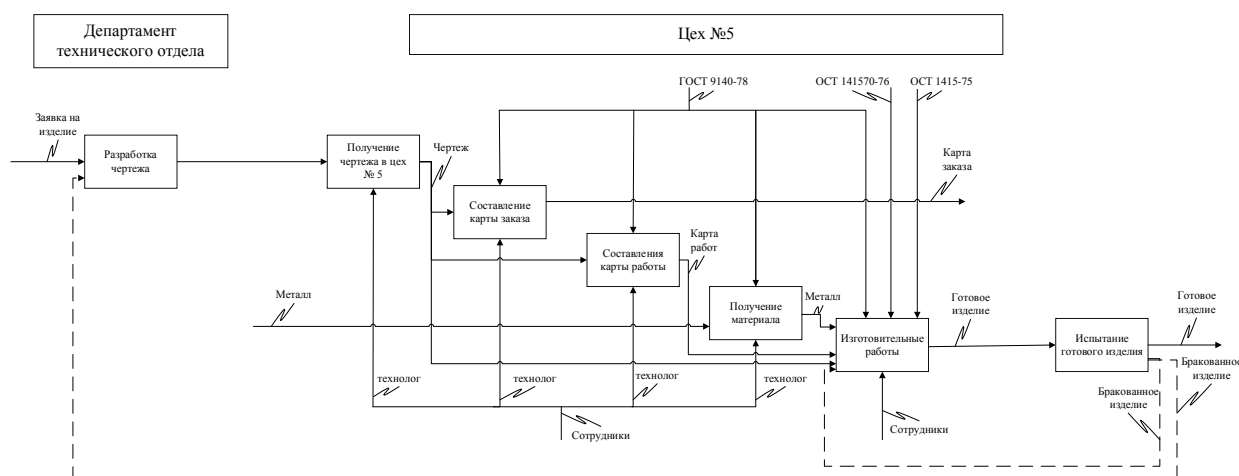 Департамент
технического отдела
Цех №5
ГОСТ 9140-78
ОСТ 141570-76
ОСТ 1415-75
Заявка на
изделие
Разработка
чертежа
Получение
чертежа в цех
№ 5
Чертеж
Карта
заказа
Составление
карты заказа
Составления
карты работы
Карта
работ
Металл
Получение
материала
Металл
Изготовительные
работы
Готовое
изделие
Испытание
готового изделия
Готовое
изделие
Бракованное
изделие
технолог
технолог
технолог
технолог
Бракованное
изделие
Сотрудники
Сотрудники